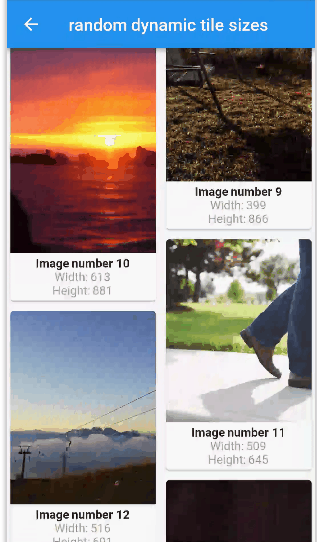 random dynamic tile sizes
Image number 9
Width: 399
Height: 866
Image number 10
Width: 613
Height: 881
Image number 11
Width: 509
Height: 645
Image number 12
Width: 516
Height: 691